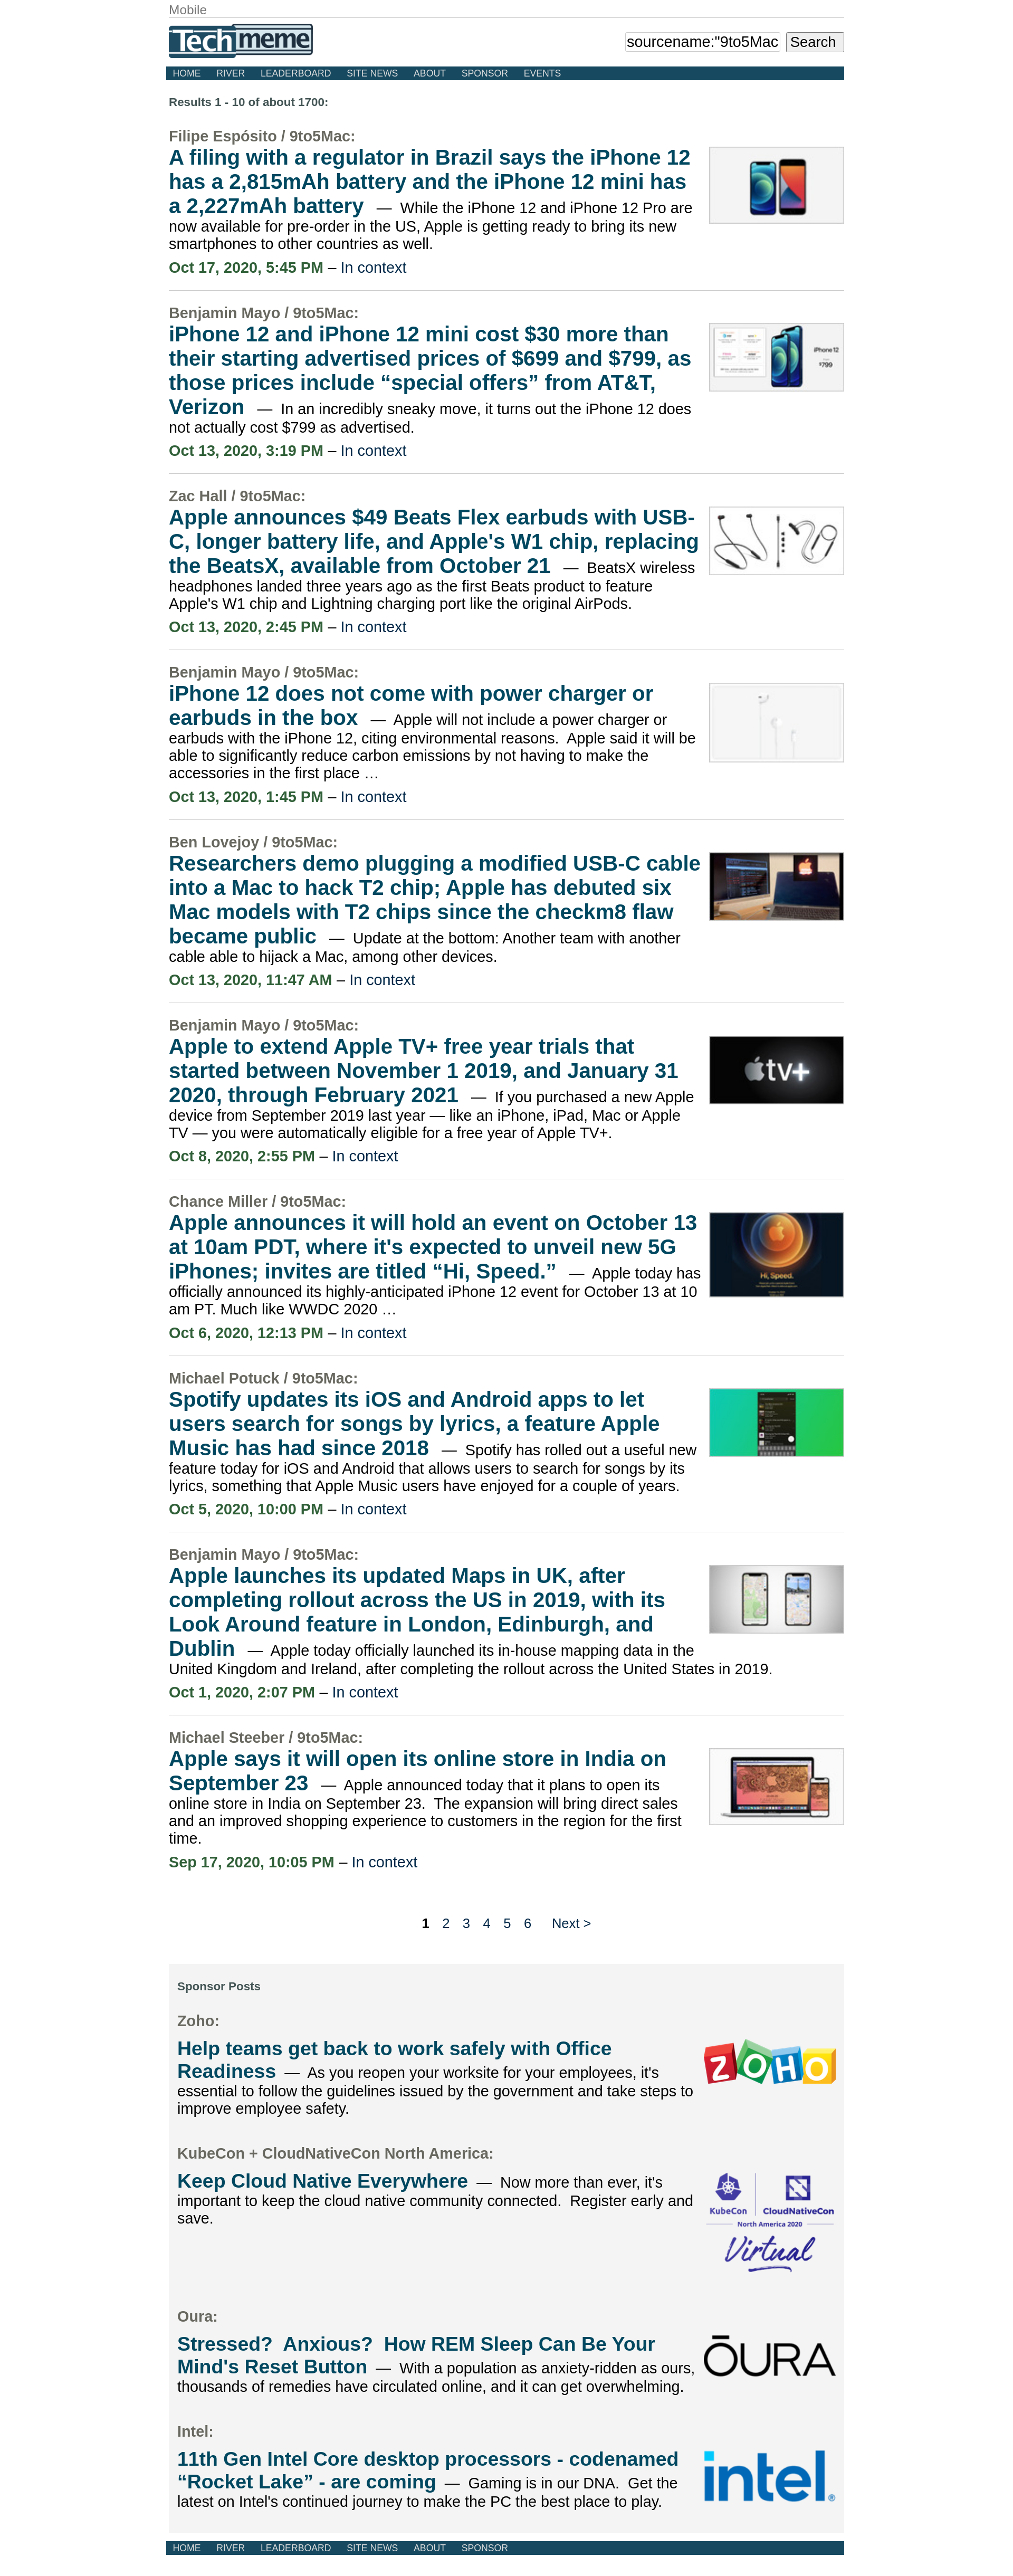 Mobile
Techmeme
sourcename:"9to5Mac
Search
HOME RIVER LEADERBOARD SITE NEWS ABOUT SPONSOR EVENTS
Results 1 - 10 of about 1700:
Filipe Espósito / 9to5Mac:
A filing with a regulator in Brazil says the iPhone 12
has a 2,815mAh battery and the iPhone 12 mini has
a 2,227mAh battery — While the iPhone 12 and iPhone 12 Pro are
now available for pre-order in the US, Apple is getting ready to bring its new
smartphones to other countries as well.
Oct 17, 2020, 5:45 PM – In context
Benjamin Mayo / 9to5Mac:
iPhone 12 and iPhone 12 mini cost $30 more than
their starting advertised prices of $699 and $799, as
those prices include “special offers” from AT&T,
Verizon — In an incredibly sneaky move, it turns out the iPhone 12 does
not actually cost $799 as advertised.
iPhone 12
$799
Oct 13, 2020, 3:19 PM – In context
Zac Hall / 9to5Mac:
Apple announces $49 Beats Flex earbuds with USB-
C, longer battery life, and Apple's W1 chip, replacing
the BeatsX, available from October 21 — BeatsX wireless
headphones landed three years ago as the first Beats product to feature
Apple's W1 chip and Lightning charging port like the original AirPods.
Oct 13, 2020, 2:45 PM – In context
Benjamin Mayo / 9to5Mac:
iPhone 12 does not come with power charger or
earbuds in the box — Apple will not include a power charger or
earbuds with the iPhone 12, citing environmental reasons. Apple said it will be
able to significantly reduce carbon emissions by not having to make the
accessories in the first place …
Oct 13, 2020, 1:45 PM – In context
Ben Lovejoy / 9to5Mac:
Researchers demo plugging a modified USB-C cable
into a Mac to hack T2 chip; Apple has debuted six
Mac models with T2 chips since the checkm8 flaw
became public — Update at the bottom: Another team with another
cable able to hijack a Mac, among other devices.
Oct 13, 2020, 11:47 AM – In context
Benjamin Mayo / 9to5Mac:
Apple to extend Apple TV+ free year trials that
started between November 1 2019, and January 31
2020, through February 2021 — If you purchased a new Apple
device from September 2019 last year — like an iPhone, iPad, Mac or Apple
TV — you were automatically eligible for a free year of Apple TV+.
tv+
Oct 8, 2020, 2:55 PM – In context
Chance Miller / 9to5Mac:
Apple announces it will hold an event on October 13
at 10am PDT, where it's expected to unveil new 5G
iPhones; invites are titled “Hi, Speed.” — Apple today has
officially announced its highly-anticipated iPhone 12 event for October 13 at 10
am PT. Much like WWDC 2020 …
Hi, Speed.
Oct 6, 2020, 12:13 PM – In context
Michael Potuck / 9to5Mac:
Spotify updates its iOS and Android apps to let
users search for songs by lyrics, a feature Apple
Music has had since 2018 — Spotify has rolled out a useful new
feature today for iOS and Android that allows users to search for songs by its
lyrics, something that Apple Music users have enjoyed for a couple of years.
Oct 5, 2020, 10:00 PM – In context
Benjamin Mayo / 9to5Mac:
Apple launches its updated Maps in UK, after
completing rollout across the US in 2019, with its
Look Around feature in London, Edinburgh, and
Dublin — Apple today officially launched its in-house mapping data in the
United Kingdom and Ireland, after completing the rollout across the United States in 2019.
Oct 1, 2020, 2:07 PM – In context
Michael Steeber / 9to5Mac:
Apple says it will open its online store in India on
September 23 — Apple announced today that it plans to open its
online store in India on September 23. The expansion will bring direct sales
and an improved shopping experience to customers in the region for the first
time.
Sep 17, 2020, 10:05 PM – In context
1 2 3 4 5 6 Next >
Sponsor Posts
Zoho:
Help teams get back to work safely with Office
Readiness — As you reopen your worksite for your employees, it's
essential to follow the guidelines issued by the government and take steps to
improve employee safety.
ZOHO
KubeCon + CloudNativeCon North America:
Keep Cloud Native Everywhere — Now more than ever, it's
important to keep the cloud native community connected. Register early and
save.
KubeCon CloudNativeCon
North America 2020
Virtual
Oura:
Stressed? Anxious? How REM Sleep Can Be Your
Mind's Reset Button — With a population as anxiety-ridden as ours,
thousands of remedies have circulated online, and it can get overwhelming.
ŌURA
Intel:
11th Gen Intel Core desktop processors - codenamed
“Rocket Lake” - are coming — Gaming is in our DNA. Get the
latest on Intel's continued journey to make the PC the best place to play.
intel®
HOME RIVER LEADERBOARD SITE NEWS ABOUT SPONSOR